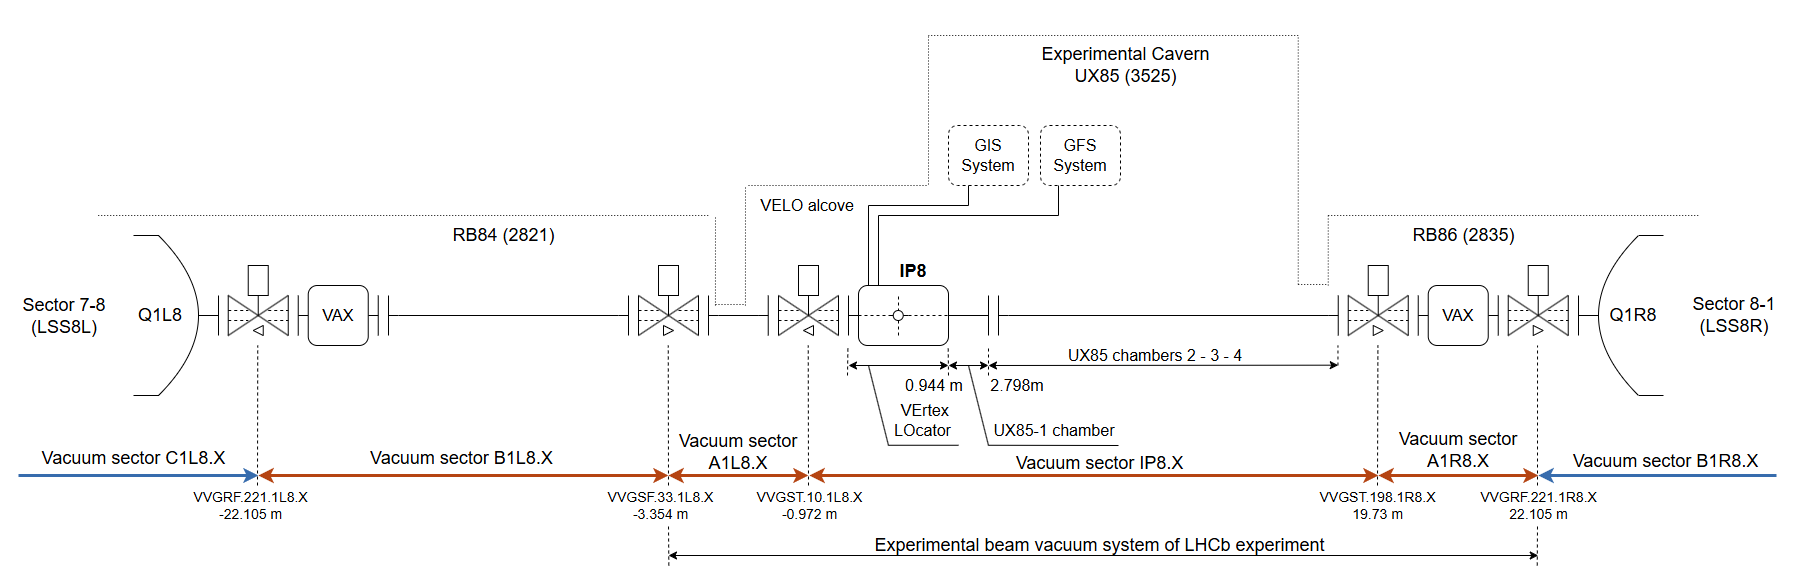 Experimental Cavern
UX85 (3525)
GIS
System
GFS
System
VELO alcove
RB84 (2821)
RB86 (2835)
IP8
Sector 7-8
(LSS8L)
Q1L8
VAX
VAX
Q1R8
Sector 8-1
(LSS8R)
UX85 chambers 2 - 3 - 4
0.944 m
2.798m
VErtex
LOcator
UX85-1 chamber
Vacuum sector C1L8.X
Vacuum sector B1L8.X
Vacuum sector
A1L8.X
Vacuum sector IP8.X
Vacuum sector
A1R8.X
Vacuum sector B1R8.X
VVGRF.221.1L8.X
-22.105 m
VVGSF.33.1L8.X
-3.354 m
VVGST.10.1L8.X
-0.972 m
VVGST.198.1R8.X
19.73 m
VVGRF.221.1R8.X
22.105 m
Experimental beam vacuum system of LHCb experiment